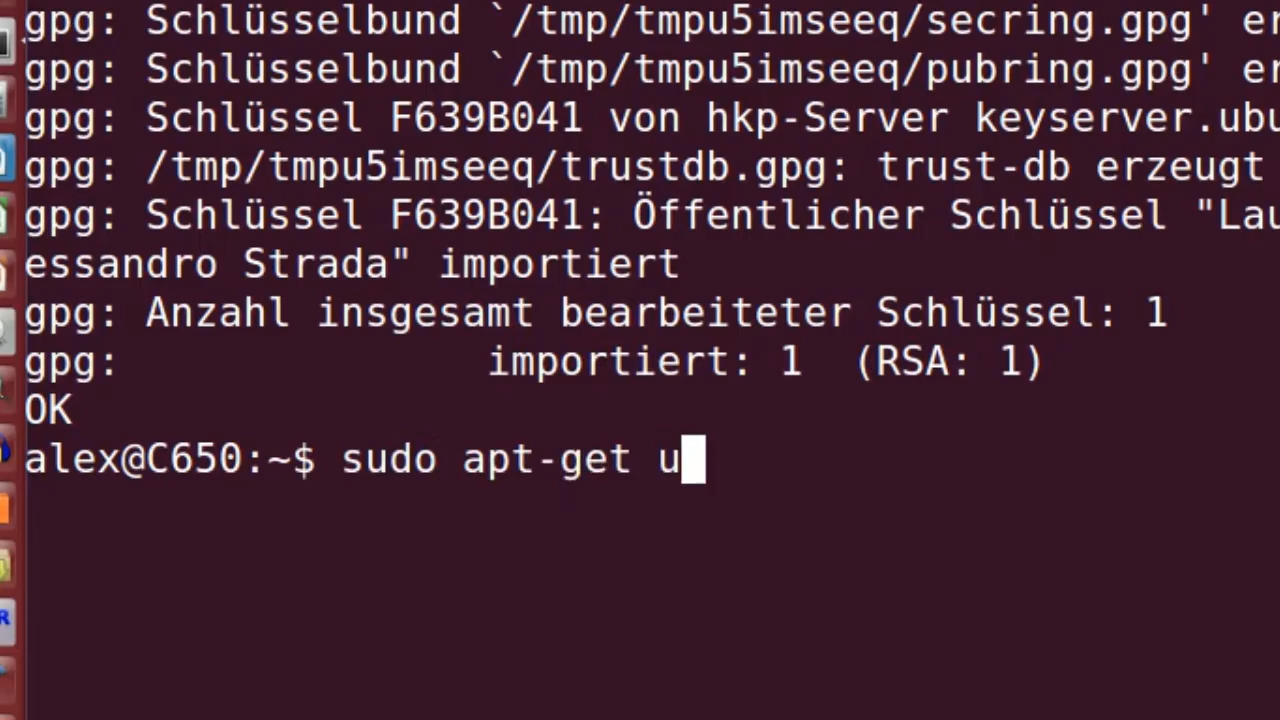 gpg: Schlüsselbund `/tmp/tmpu5imseeq/secring.gpg' er
gpg: Schlüsselbund `/tmp/tmpu5imseeq/pubring.gpg' er
gpg: Schlüssel F639B041 von hkp-Server keyserver.ubu
gpg: /tmp/tmpu5imseeq/trustdb.gpg: trust-db erzeugt
gpg: Schlüssel F639B041: Öffentlicher Schlüssel "Lau
essandro Strada" importiert
gpg: Anzahl insgesamt bearbeiteter Schlüssel: 1
gpg:                importiert: 1  (RSA: 1)
OK
alex@C650:~$ sudo apt-get u
R